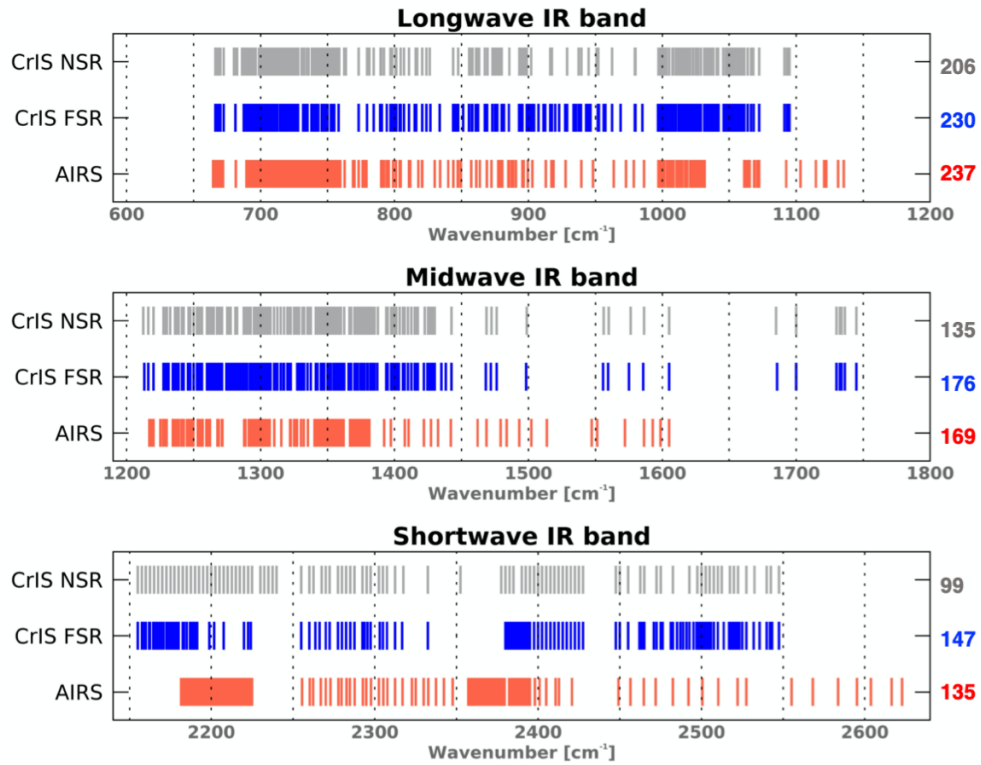 Longwave IR band
CrIS NSR 206
CrIS FSR 230
AIRS 237
600 700 800 900 1000 1100 1200
Wavenumber [cm⁻¹]
Midwave IR band
CrIS NSR 135
CrIS FSR 176
AIRS 169
1200 1300 1400 1500 1600 1700 1800
Wavenumber [cm⁻¹]
Shortwave IR band
CrIS NSR 99
CrIS FSR 147
AIRS 135
2200 2300 2400 2500 2600
Wavenumber [cm⁻¹]